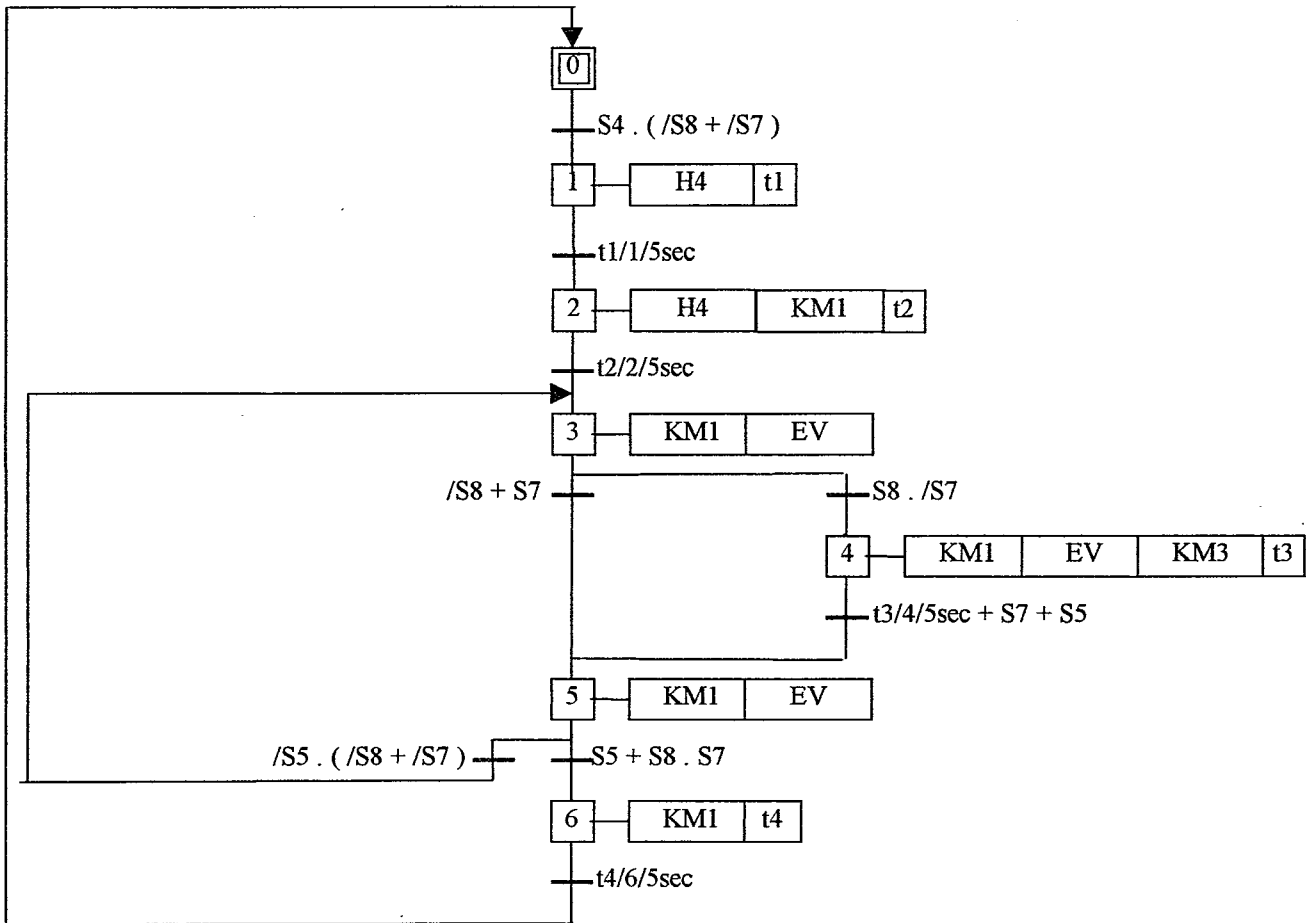 0
S4 . ( /S8 + /S7 )
1 H4 t1
t1/1/5sec
2 H4 KM1 t2
t2/2/5sec
3 KM1 EV
/S8 + S7 S8 . /S7
4 KM1 EV KM3 t3
t3/4/5sec + S7 + S5
5 KM1 EV
/S5 . ( /S8 + /S7 ) S5 + S8 . S7
6 KM1 t4
t4/6/5sec